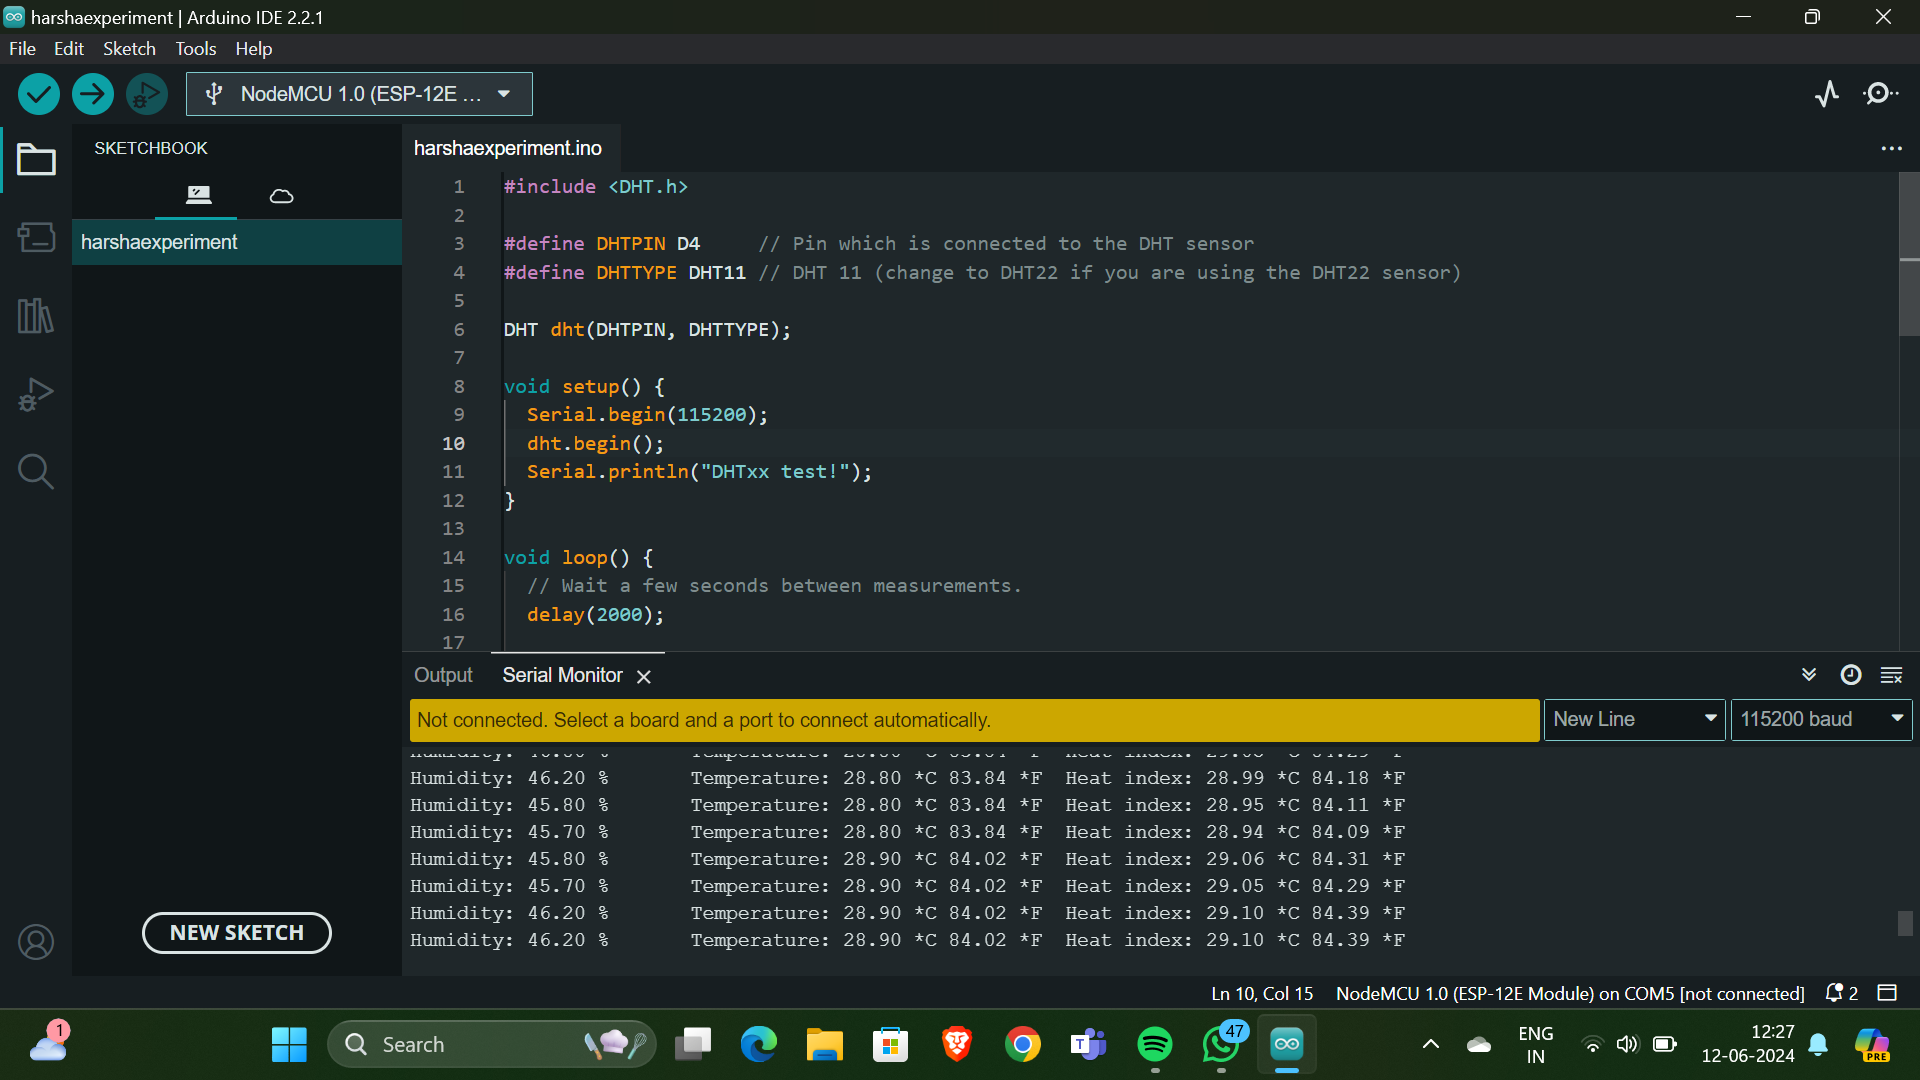 harshaexperiment | Arduino IDE 2.2.1
File Edit Sketch Tools Help
NodeMCU 1.0 (ESP-12E ...
SKETCHBOOK
harshaexperiment
NEW SKETCH
harshaexperiment.ino
1 #include <DHT.h>
2
3 #define DHTPIN D4 // Pin which is connected to the DHT sensor
4 #define DHTTYPE DHT11 // DHT 11 (change to DHT22 if you are using the DHT22 sensor)
5
6 DHT dht(DHTPIN, DHTTYPE);
7
8 void setup() {
9 Serial.begin(115200);
10 dht.begin();
11 Serial.println("DHTxx test!");
12 }
13
14 void loop() {
15 // Wait a few seconds between measurements.
16 delay(2000);
17
Output Serial Monitor
Not connected. Select a board and a port to connect automatically.
New Line 115200 baud
Humidity: 46.20 % Temperature: 28.80 *C 83.84 *F Heat index: 28.99 *C 84.18 *F
Humidity: 45.80 % Temperature: 28.80 *C 83.84 *F Heat index: 28.95 *C 84.11 *F
Humidity: 45.70 % Temperature: 28.80 *C 83.84 *F Heat index: 28.94 *C 84.09 *F
Humidity: 45.80 % Temperature: 28.90 *C 84.02 *F Heat index: 29.06 *C 84.31 *F
Humidity: 45.70 % Temperature: 28.90 *C 84.02 *F Heat index: 29.05 *C 84.29 *F
Humidity: 46.20 % Temperature: 28.90 *C 84.02 *F Heat index: 29.10 *C 84.39 *F
Humidity: 46.20 % Temperature: 28.90 *C 84.02 *F Heat index: 29.10 *C 84.39 *F
Ln 10, Col 15 NodeMCU 1.0 (ESP-12E Module) on COM5 [not connected] 2
1
Search
47
ENG
IN
12:27
12-06-2024
PRE